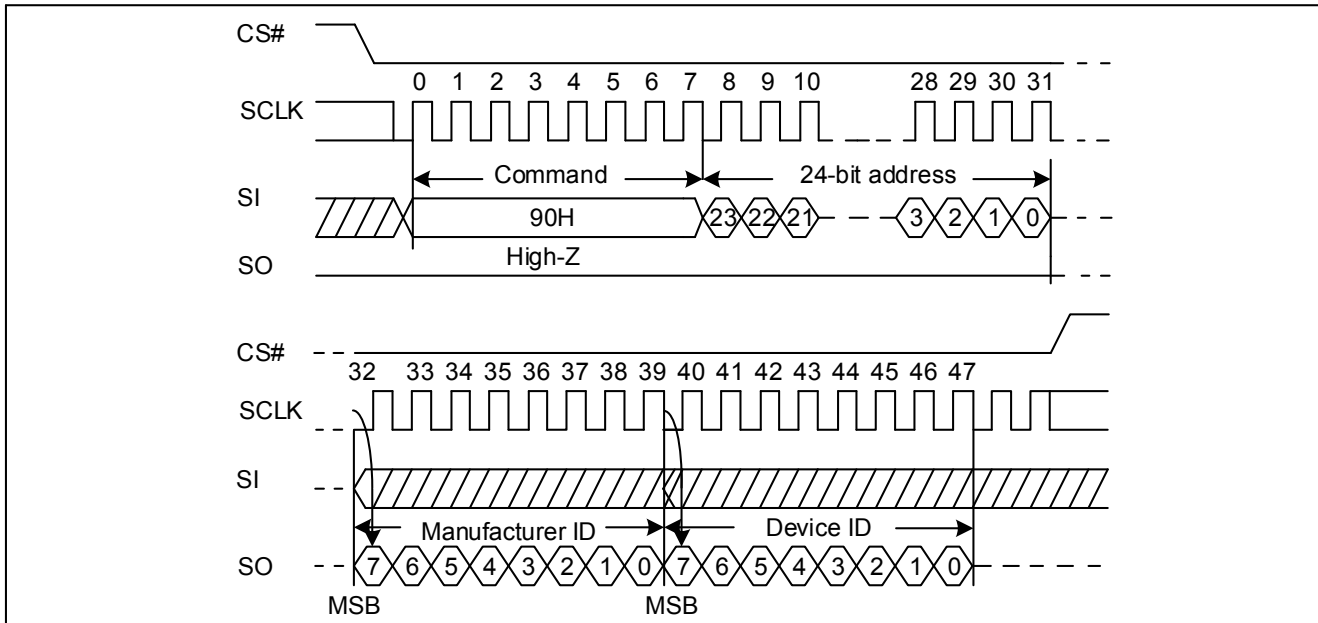 CS#
0 1 2 3 4 5 6 7 8 9 10 28 29 30 31
SCLK
Command 24-bit address
SI
90H 23 22 21 3 2 1 0
High-Z
SO
CS#
32 33 34 35 36 37 38 39 40 41 42 43 44 45 46 47
SCLK
SI
Manufacturer ID Device ID
SO 7 6 5 4 3 2 1 0 7 6 5 4 3 2 1 0
MSB MSB